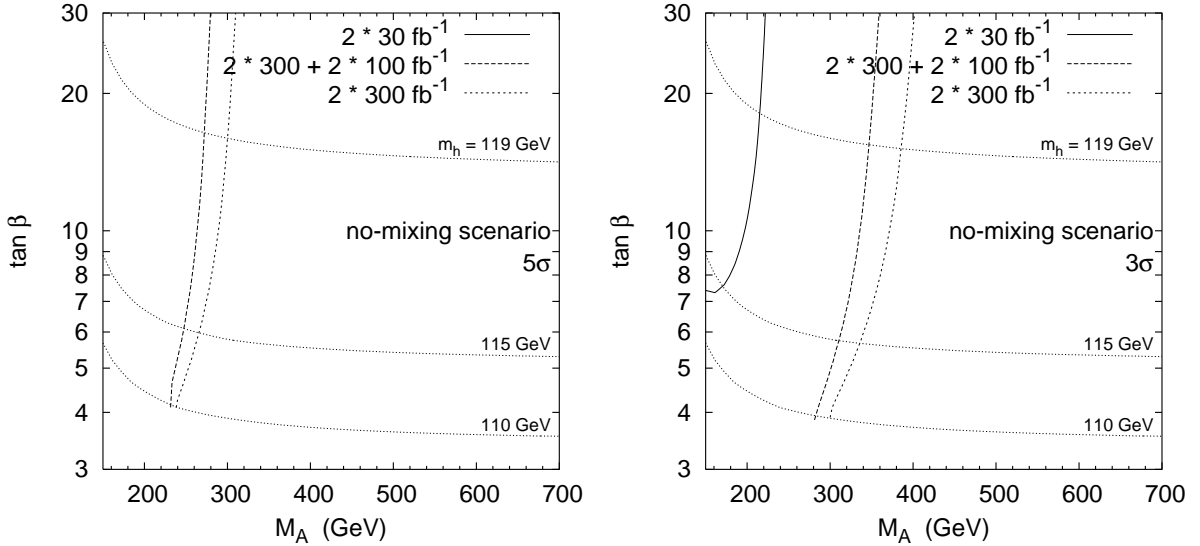 30
20
10
9
8
7
6
5
4
3
tan β
2 * 30 fb⁻¹
2 * 300 + 2 * 100 fb⁻¹
2 * 300 fb⁻¹
m_h = 119 GeV
no-mixing scenario
5σ
115 GeV
110 GeV
200 300 400 500 600 700
M_A (GeV)
30
20
10
9
8
7
6
5
4
3
tan β
2 * 30 fb⁻¹
2 * 300 + 2 * 100 fb⁻¹
2 * 300 fb⁻¹
m_h = 119 GeV
no-mixing scenario
3σ
115 GeV
110 GeV
200 300 400 500 600 700
M_A (GeV)